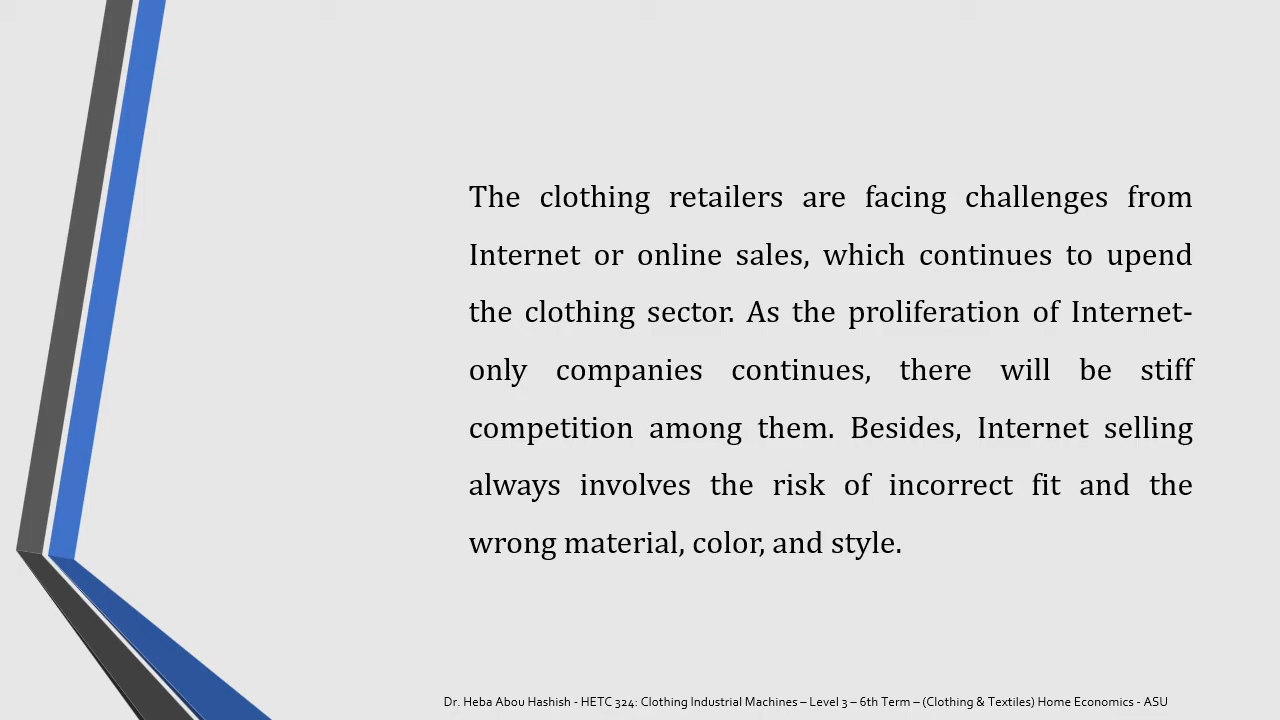 The clothing retailers are facing challenges from
Internet or online sales, which continues to upend
the clothing sector. As the proliferation of Internet-
only companies continues, there will be stiff
competition among them. Besides, Internet selling
always involves the risk of incorrect fit and the
wrong material, color, and style.
Dr. Heba Abou Hashish - HETC 324: Clothing Industrial Machines – Level 3 – 6th Term – (Clothing & Textiles) Home Economics - ASU